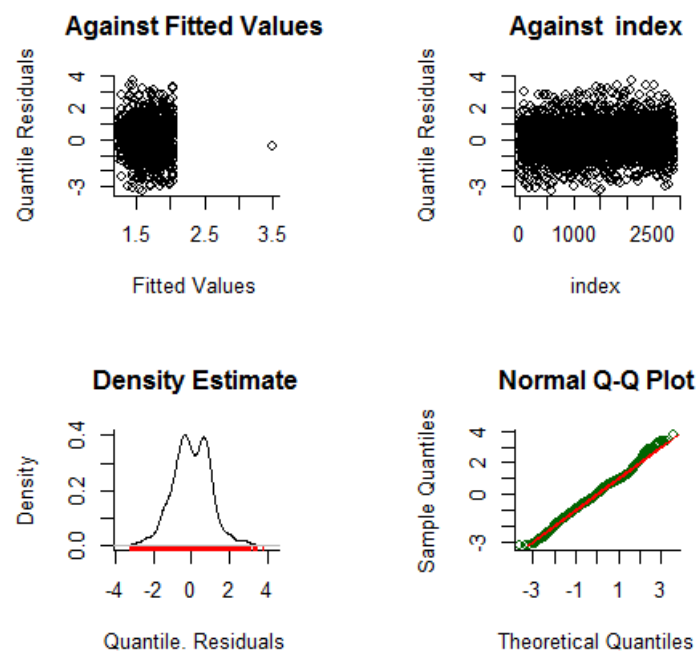 Against Fitted Values
Quantile Residuals
4
2
0
-3
1.5 2.5 3.5
Fitted Values
Against index
Quantile Residuals
4
2
0
-3
0 1000 2500
index
Density Estimate
Density
0.4
0.2
0.0
-4 -2 0 2 4
Quantile. Residuals
Normal Q-Q Plot
Sample Quantiles
4
2
0
-3
-3 -1 1 3
Theoretical Quantiles